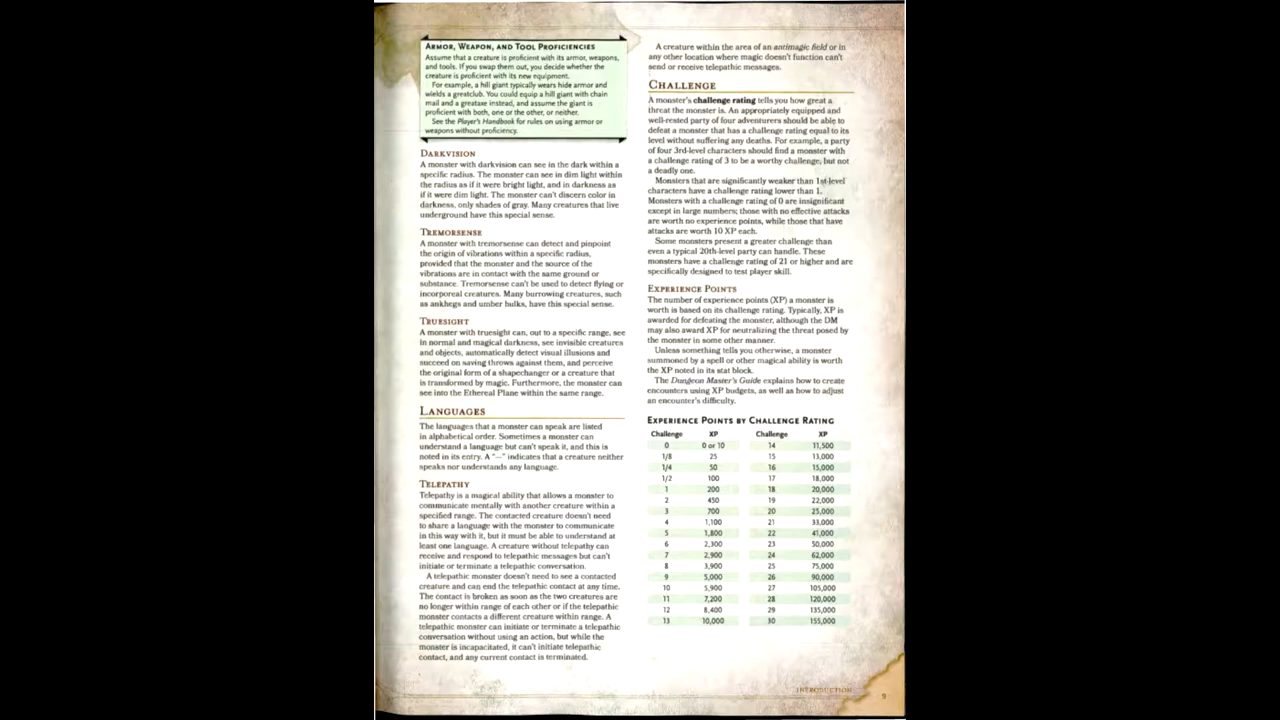 ARMOR, WEAPON, AND TOOL PROFICIENCIES
Assume that a creature is proficient with its armor, weapons,
and tools. If you swap them out, you decide whether the
creature is proficient with its new equipment.
For example, a hill giant typically wears hide armor and
wields a greatclub. You could equip a hill giant with chain
mail and a greataxe instead, and assume the giant is
proficient with both, one or the other, or neither.
See the Player's Handbook for rules on using armor or
weapons without proficiency.
DARKVISION
A monster with darkvision can see in the dark within a
specific radius. The monster can see in dim light within
the radius as if it were bright light, and in darkness as
if it were dim light. The monster can't discern color in
darkness, only shades of gray. Many creatures that live
underground have this special sense.
TREMORSENSE
A monster with tremorsense can detect and pinpoint
the origin of vibrations within a specific radius,
provided that the monster and the source of the
vibrations are in contact with the same ground or
substance. Tremorsense can't be used to detect flying or
incorporeal creatures. Many burrowing creatures, such
as ankhegs and umber hulks, have this special sense.
TRUESIGHT
A monster with truesight can, out to a specific range, see
in normal and magical darkness, see invisible creatures
and objects, automatically detect visual illusions and
succeed on saving throws against them, and perceive
the original form of a shapechanger or a creature that
is transformed by magic. Furthermore, the monster can
see into the Ethereal Plane within the same range.
LANGUAGES
The languages that a monster can speak are listed
in alphabetical order. Sometimes a monster can
understand a language but can't speak it, and this is
noted in its entry. A "—" indicates that a creature neither
speaks nor understands any language.
TELEPATHY
Telepathy is a magical ability that allows a monster to
communicate mentally with another creature within a
specified range. The contacted creature doesn't need
to share a language with the monster to communicate
in this way with it, but it must be able to understand at
least one language. A creature without telepathy can
receive and respond to telepathic messages but can't
initiate or terminate a telepathic conversation.
A telepathic monster doesn't need to see a contacted
creature and can end the telepathic contact at any time.
The contact is broken as soon as the two creatures are
no longer within range of each other or if the telepathic
monster contacts a different creature within range. A
telepathic monster can initiate or terminate a telepathic
conversation without using an action, but while the
monster is incapacitated, it can't initiate telepathic
contact, and any current contact is terminated.
A creature within the area of an antimagic field or in
any other location where magic doesn't function can't
send or receive telepathic messages.
CHALLENGE
A monster's challenge rating tells you how great a
threat the monster is. An appropriately equipped and
well-rested party of four adventurers should be able to
defeat a monster that has a challenge rating equal to its
level without suffering any deaths. For example, a party
of four 3rd-level characters should find a monster with
a challenge rating of 3 to be a worthy challenge, but not
a deadly one.
Monsters that are significantly weaker than 1st-level
characters have a challenge rating lower than 1.
Monsters with a challenge rating of 0 are insignificant
except in large numbers; those with no effective attacks
are worth no experience points, while those that have
attacks are worth 10 XP each.
Some monsters present a greater challenge than
even a typical 20th-level party can handle. These
monsters have a challenge rating of 21 or higher and are
specifically designed to test player skill.
EXPERIENCE POINTS
The number of experience points (XP) a monster is
worth is based on its challenge rating. Typically, XP is
awarded for defeating the monster, although the DM
may also award XP for neutralizing the threat posed by
the monster in some other manner.
Unless something tells you otherwise, a monster
summoned by a spell or other magical ability is worth
the XP noted in its stat block.
The Dungeon Master's Guide explains how to create
encounters using XP budgets, as well as how to adjust
an encounter's difficulty.
EXPERIENCE POINTS BY CHALLENGE RATING
Challenge XP Challenge XP
0 0 or 10 14 11,500
1/8 25 15 13,000
1/4 50 16 15,000
1/2 100 17 18,000
1 200 18 20,000
2 450 19 22,000
3 700 20 25,000
4 1,100 21 33,000
5 1,800 22 41,000
6 2,300 23 50,000
7 2,900 24 62,000
8 3,900 25 75,000
9 5,000 26 90,000
10 5,900 27 105,000
11 7,200 28 120,000
12 8,400 29 135,000
13 10,000 30 155,000
INTRODUCTION
9